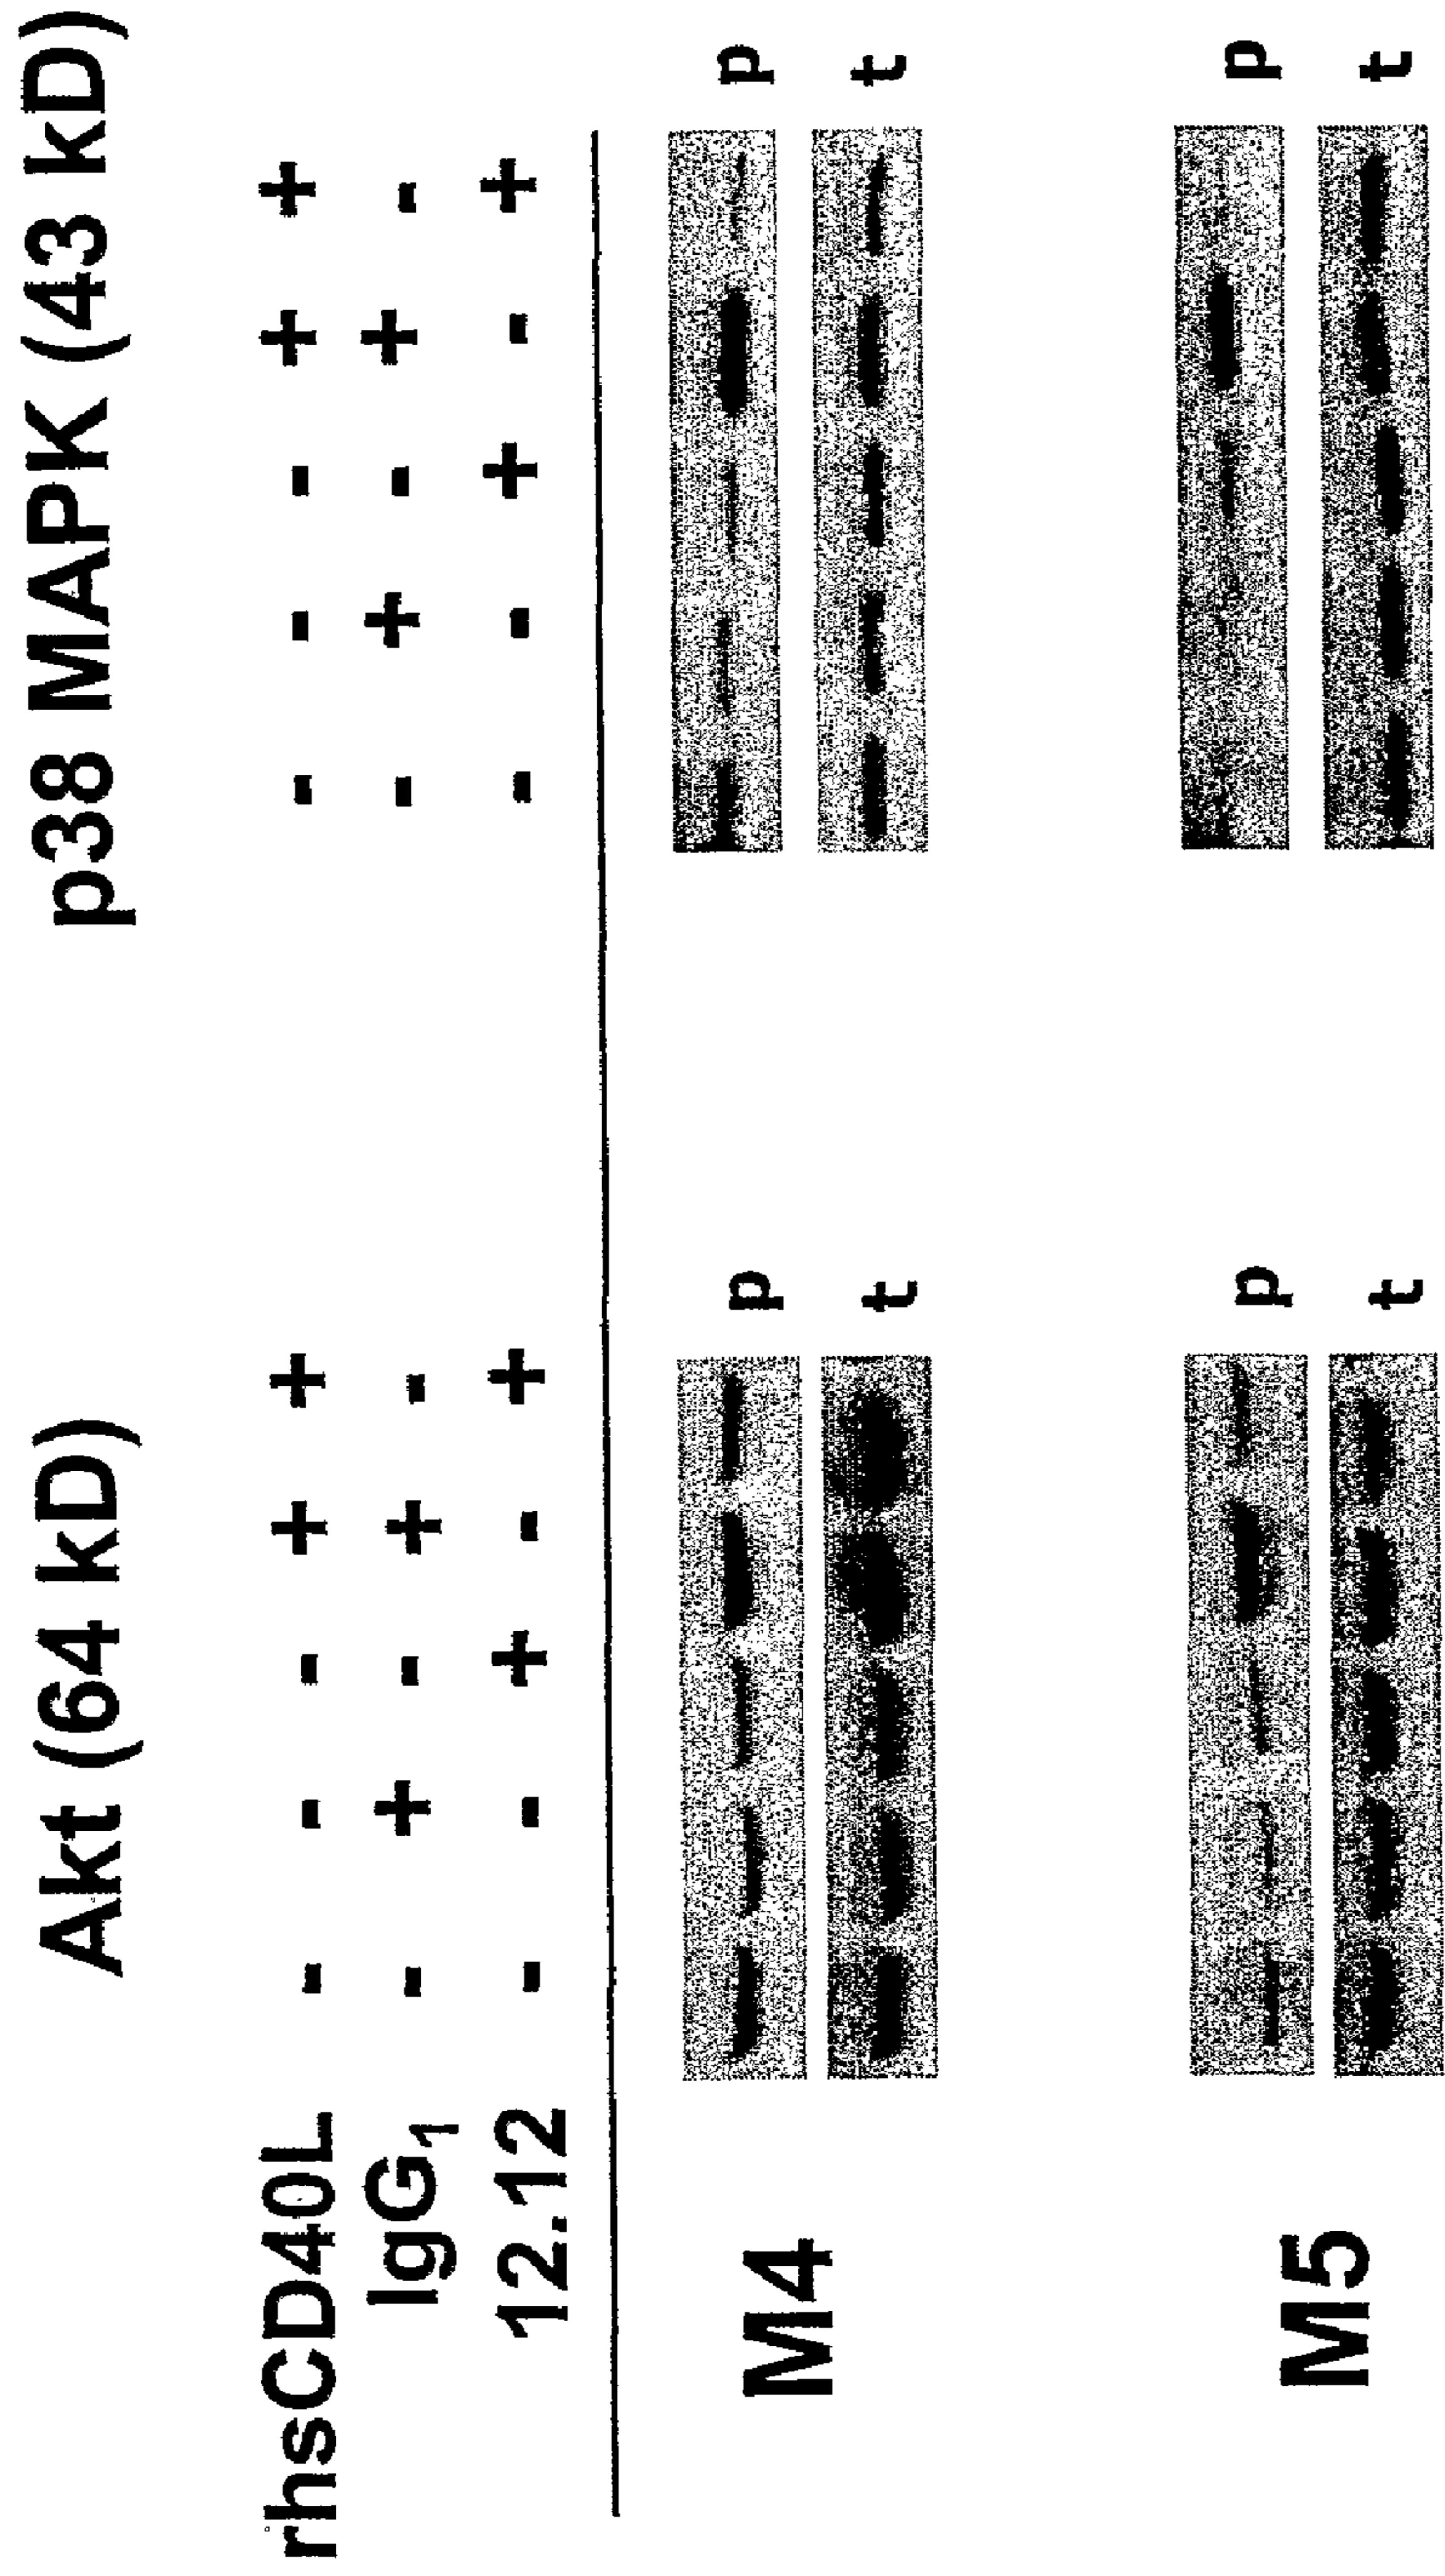 Akt (64 kD) p38 MAPK (43 kD)
rhsCD40L - - - + + - - - + +
IgG1 - + - + - - + - + -
12.12 - - + - + - - + - +
M4 p p
t t
M5 p p
t t